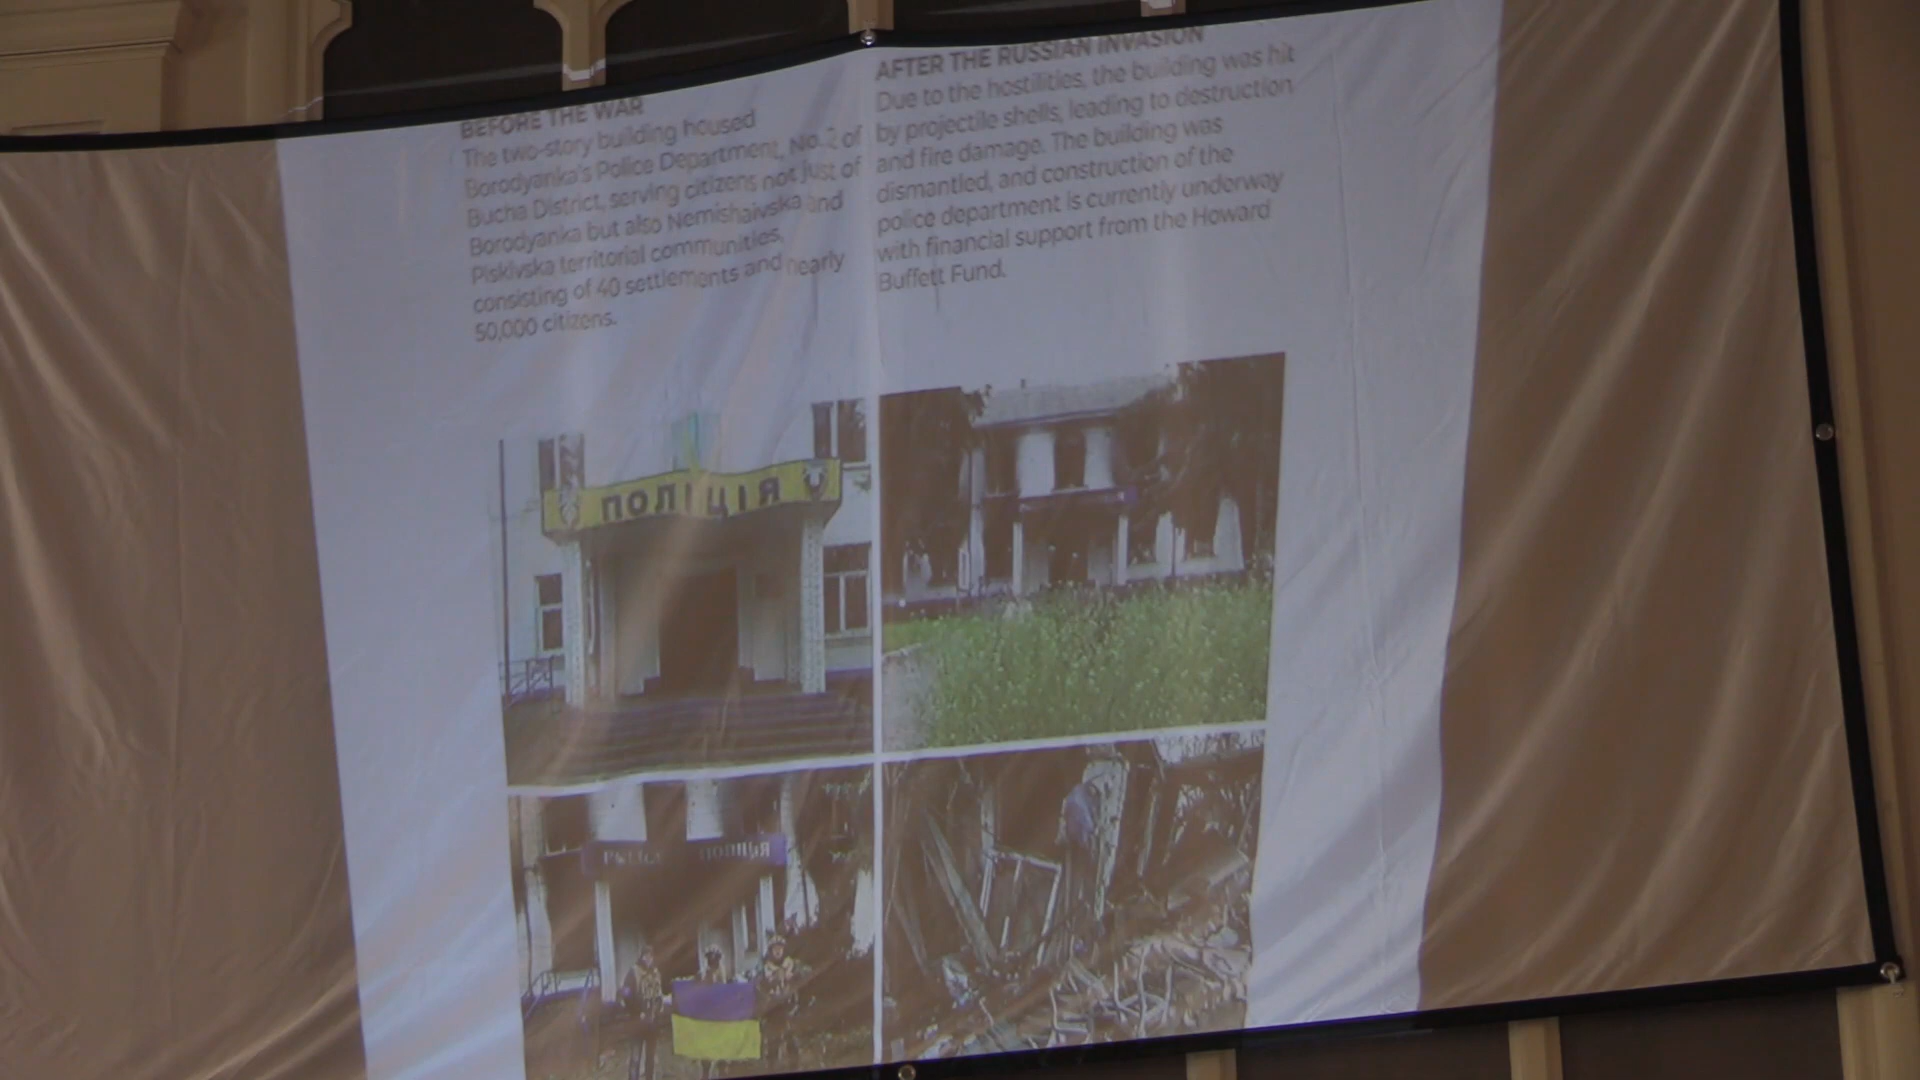 BEFORE THE WAR
The two-story building housed
Borodyanka's Police Department, No. 2 of
Bucha District, serving citizens not just of
Borodyanka but also Nemishaivska and
Piskivska territorial communities,
consisting of 40 settlements and nearly
50,000 citizens.
AFTER THE RUSSIAN INVASION
Due to the hostilities, the building was hit
by projectile shells, leading to destruction
and fire damage. The building was
dismantled, and construction of the
police department is currently underway
with financial support from the Howard
Buffett Fund.
ПОЛІЦІЯ
POLICE ПОЛІЦІЯ